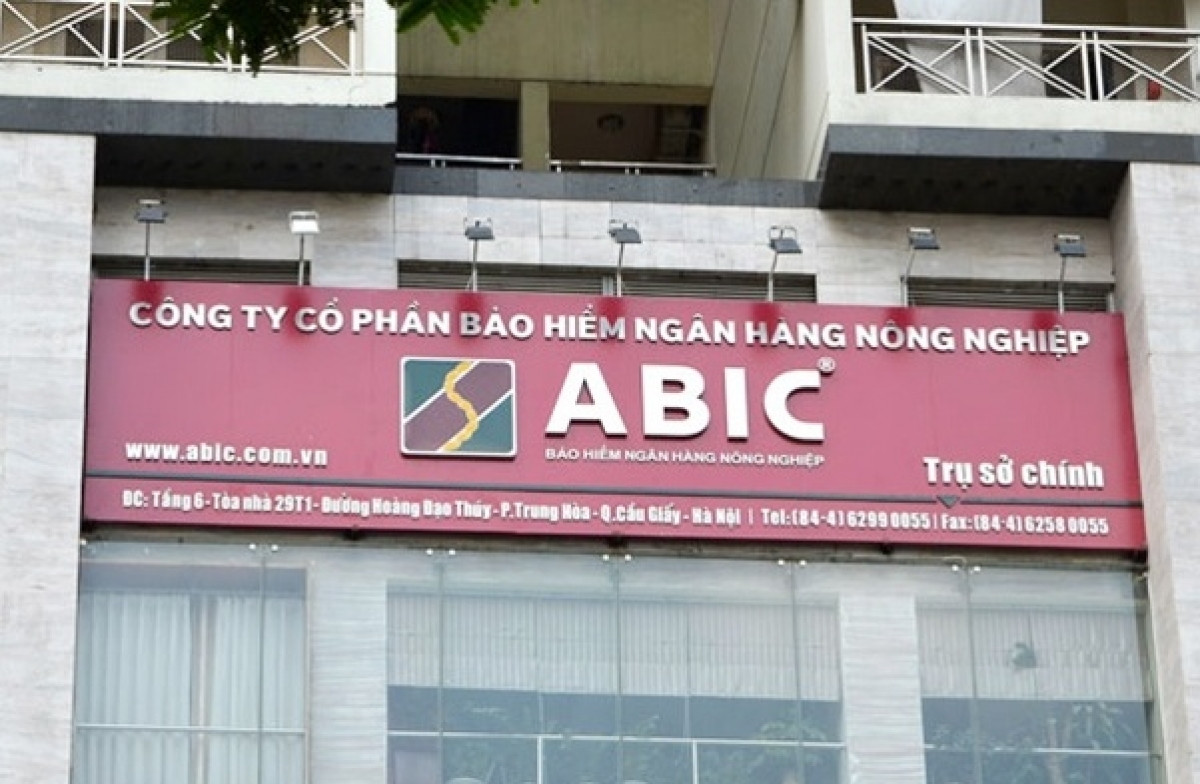 CÔNG TY CỔ PHẦN BẢO HIỂM NGÂN HÀNG NÔNG NGHIỆP
ABIC®
BẢO HIỂM NGÂN HÀNG NÔNG NGHIỆP
www.abic.com.vn
Trụ sở chính
ĐC: Tầng 6 - Tòa nhà 29T1 - Đường Hoàng Đạo Thúy - P.Trung Hòa - Q.Cầu Giấy - Hà Nội | Tel: (84-4) 6299 0055 | Fax: (84-4) 6258 0055